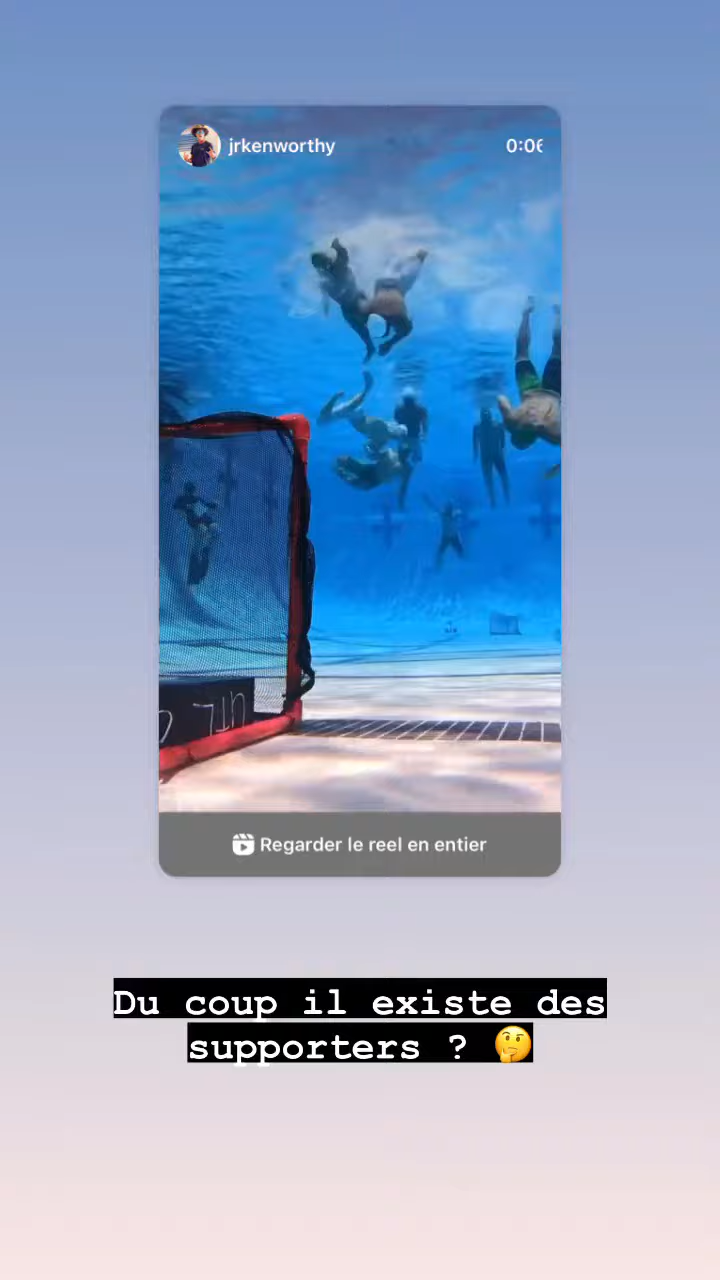 jrkenworthy
0:06
Regarder le reel en entier
Du coup il existe des
supporters ? 🤔